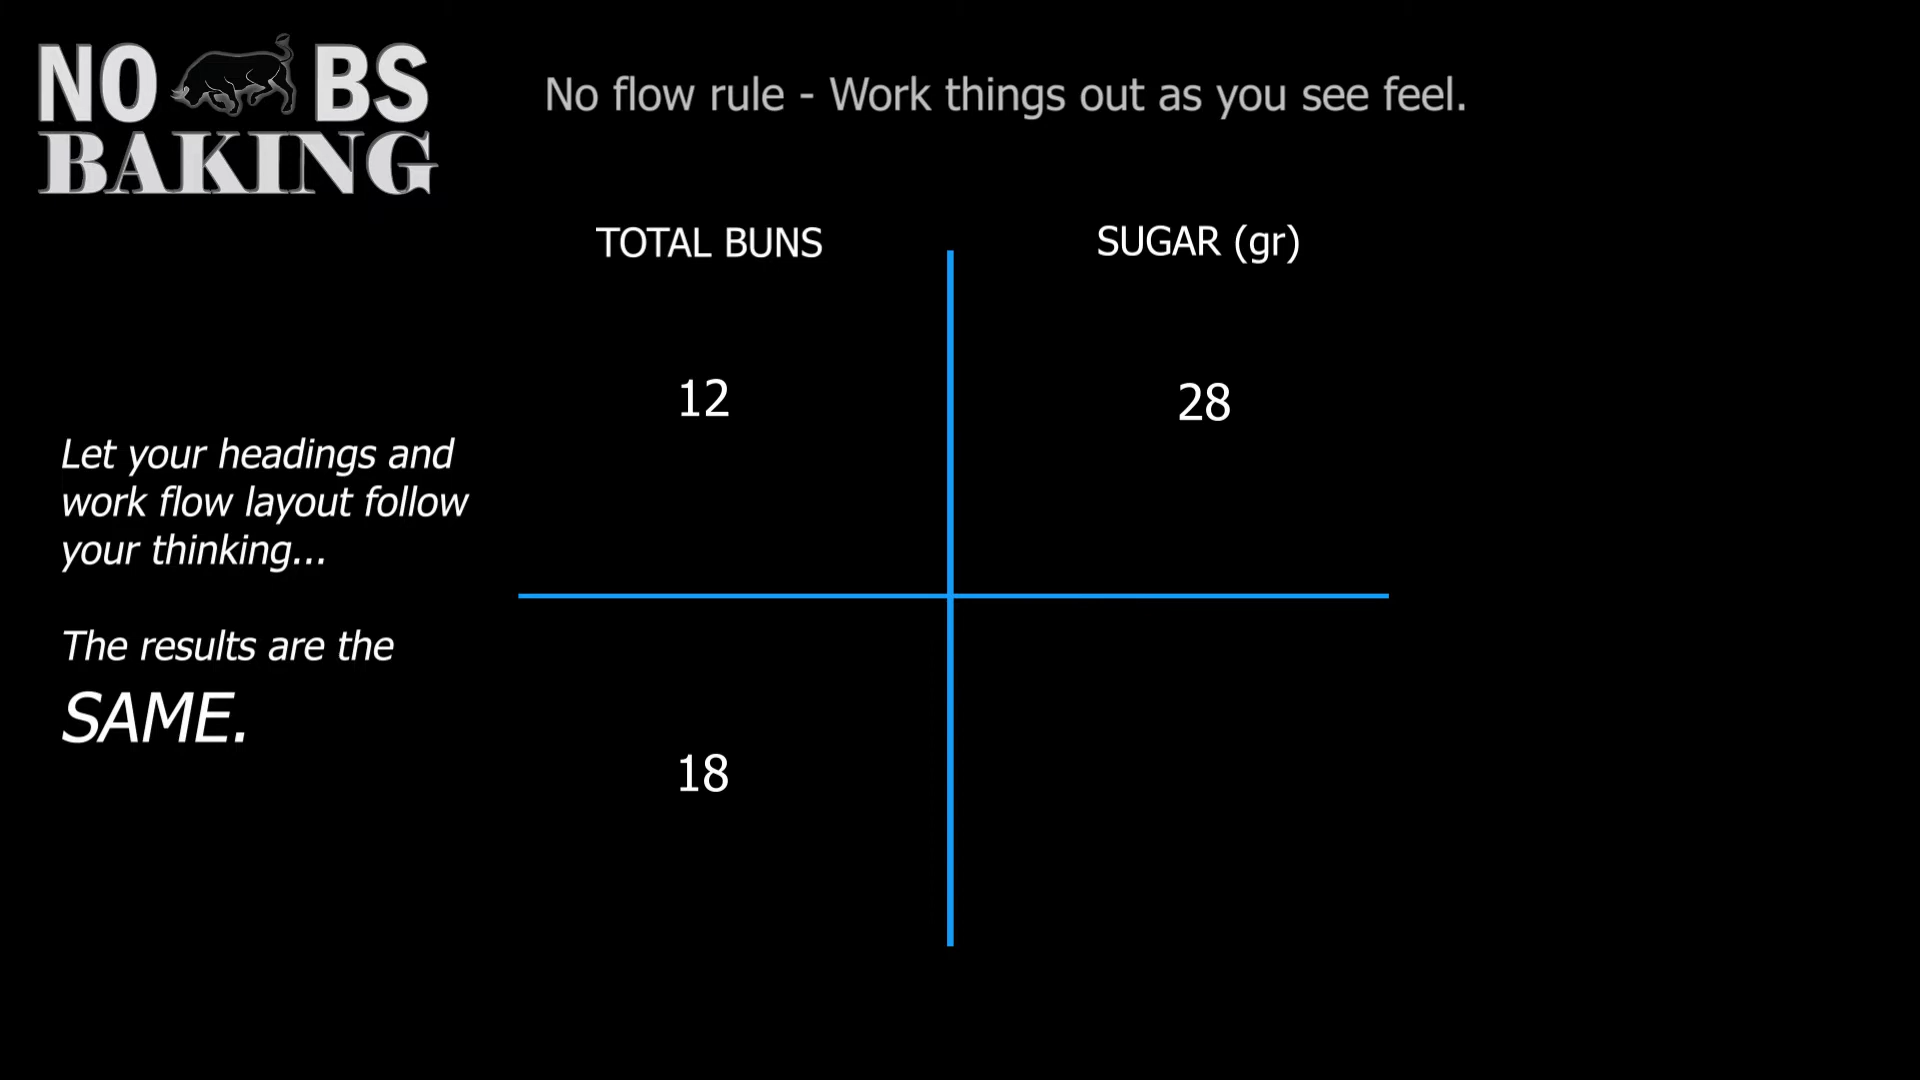 NO BS
BAKING
No flow rule - Work things out as you see feel.
TOTAL BUNS
SUGAR (gr)
12
28
Let your headings and
work flow layout follow
your thinking...
The results are the
SAME.
18